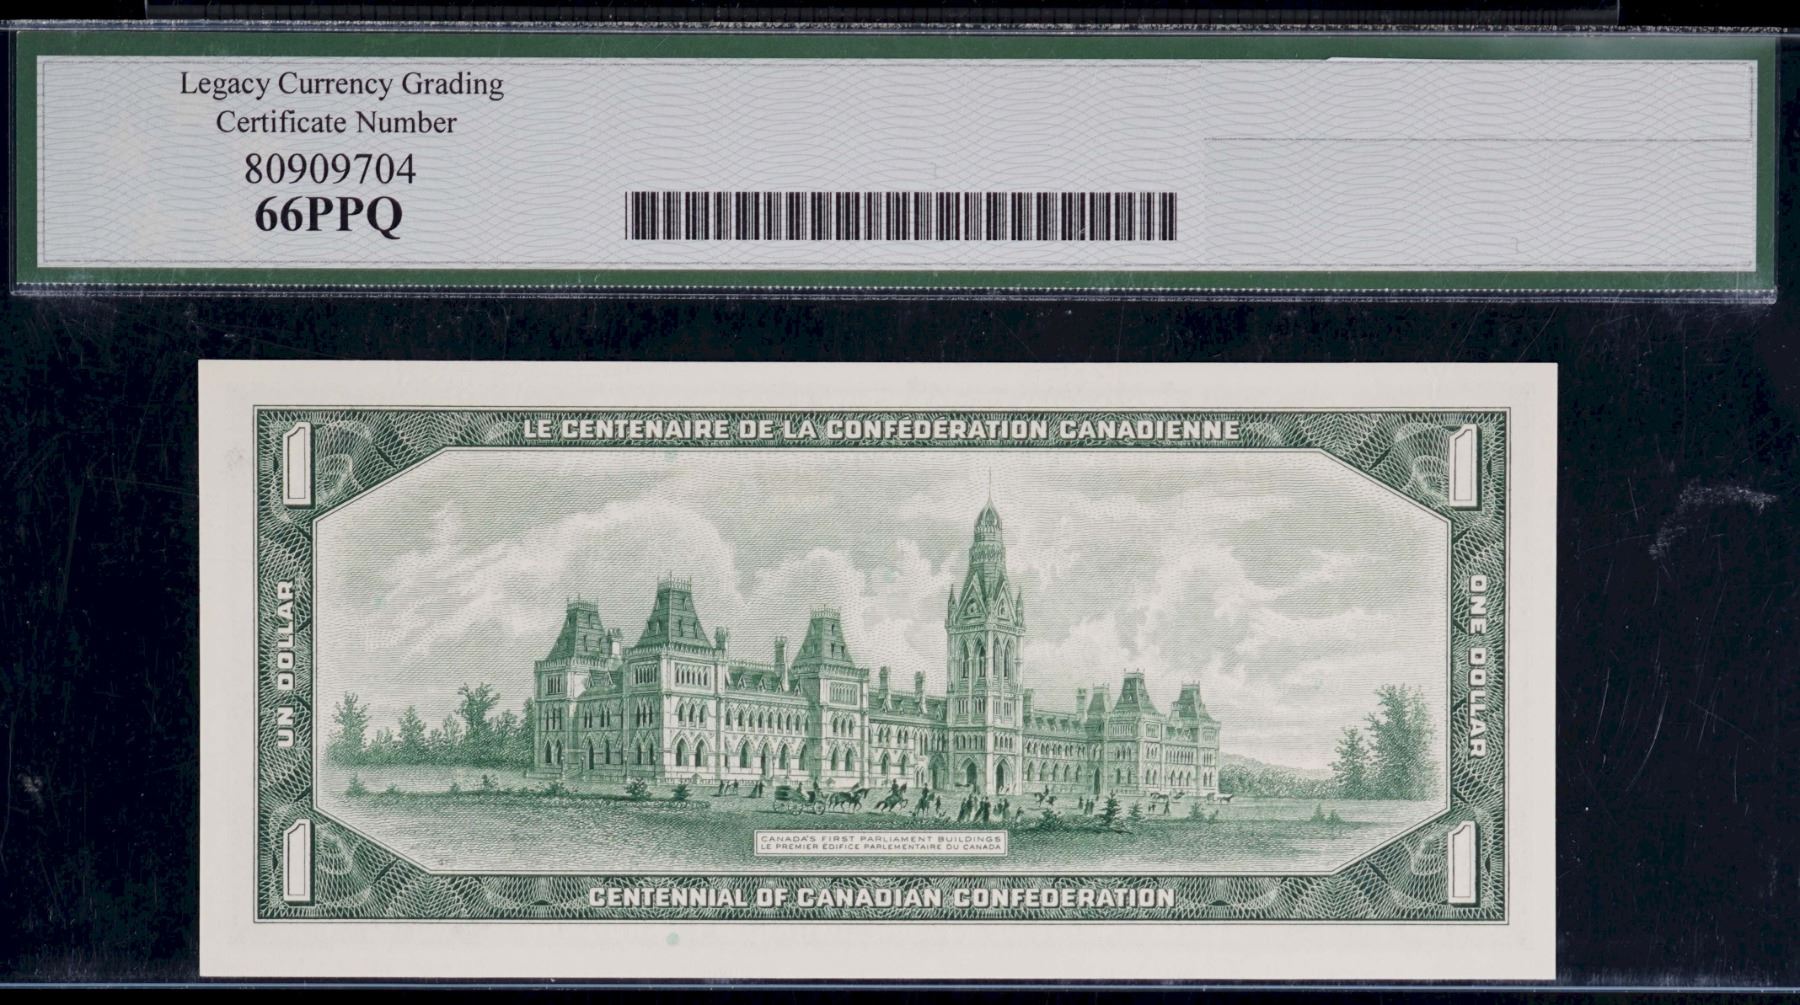 Legacy Currency Grading
Certificate Number
80909704
66PPQ
LE CENTENAIRE DE LA CONFÉDÉRATION CANADIENNE
1
1
UN DOLLAR
ONE DOLLAR
CANADA'S FIRST PARLIAMENT BUILDINGS
LE PREMIER ÉDIFICE PARLEMENTAIRE DU CANADA
1
1
CENTENNIAL OF CANADIAN CONFEDERATION